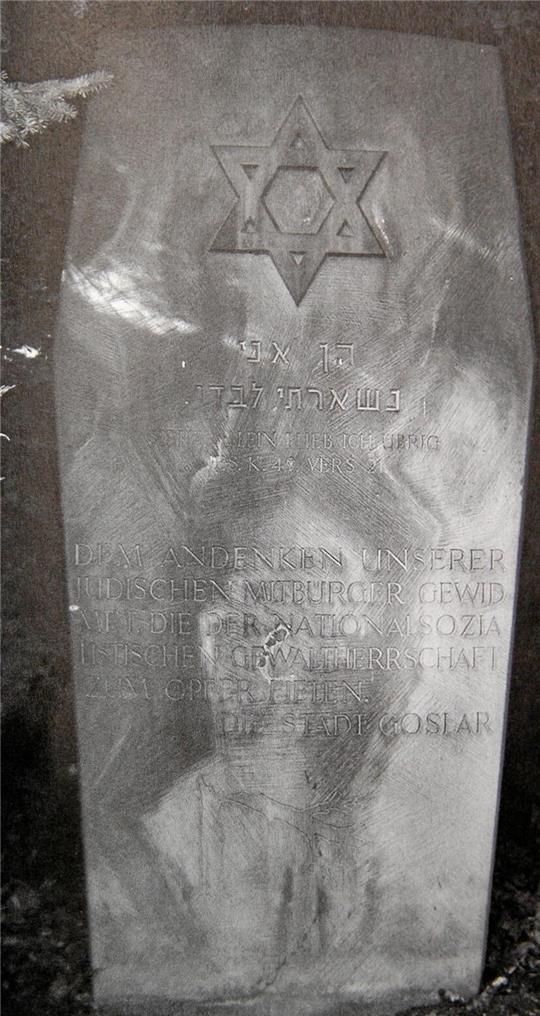 הן אני
נשארתי לבדי
ALLEIN BLIEB ICH ÜBRIG
K. 49 VERS 21
DEM ANDENKEN UNSERER
JÜDISCHEN MITBÜRGER GEWID
MET, DIE DER NATIONALSOZIA
LISTISCHEN GEWALTHERRSCHAFT
ZUM OPFER FIELEN.
DIE STADT GOSLAR